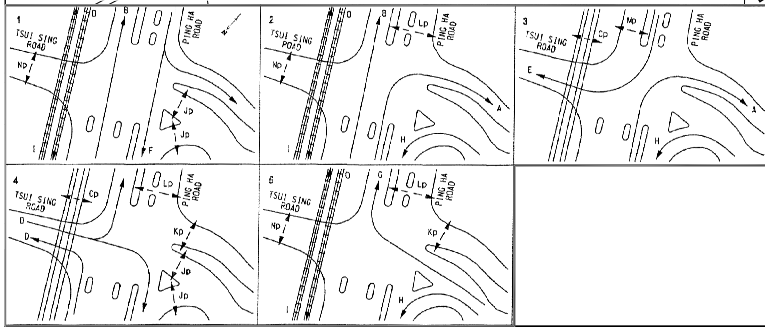 1
O
B
TSUI SING
ROAD
PING HA
ROAD
Np
Jp
Jp
I
F
2
O
B
Lp
TSUI SING
ROAD
PING HA
ROAD
Np
A
H
I
3
TSUI SING
ROAD
Cp
Mp
PING HA
ROAD
E
A
H
4
TSUI SING
ROAD
Cp
Lp
PING HA
ROAD
D
D
Kp
Jp
Jp
6
O
G
Lp
TSUI SING
ROAD
PING HA
ROAD
Np
Kp
H
I